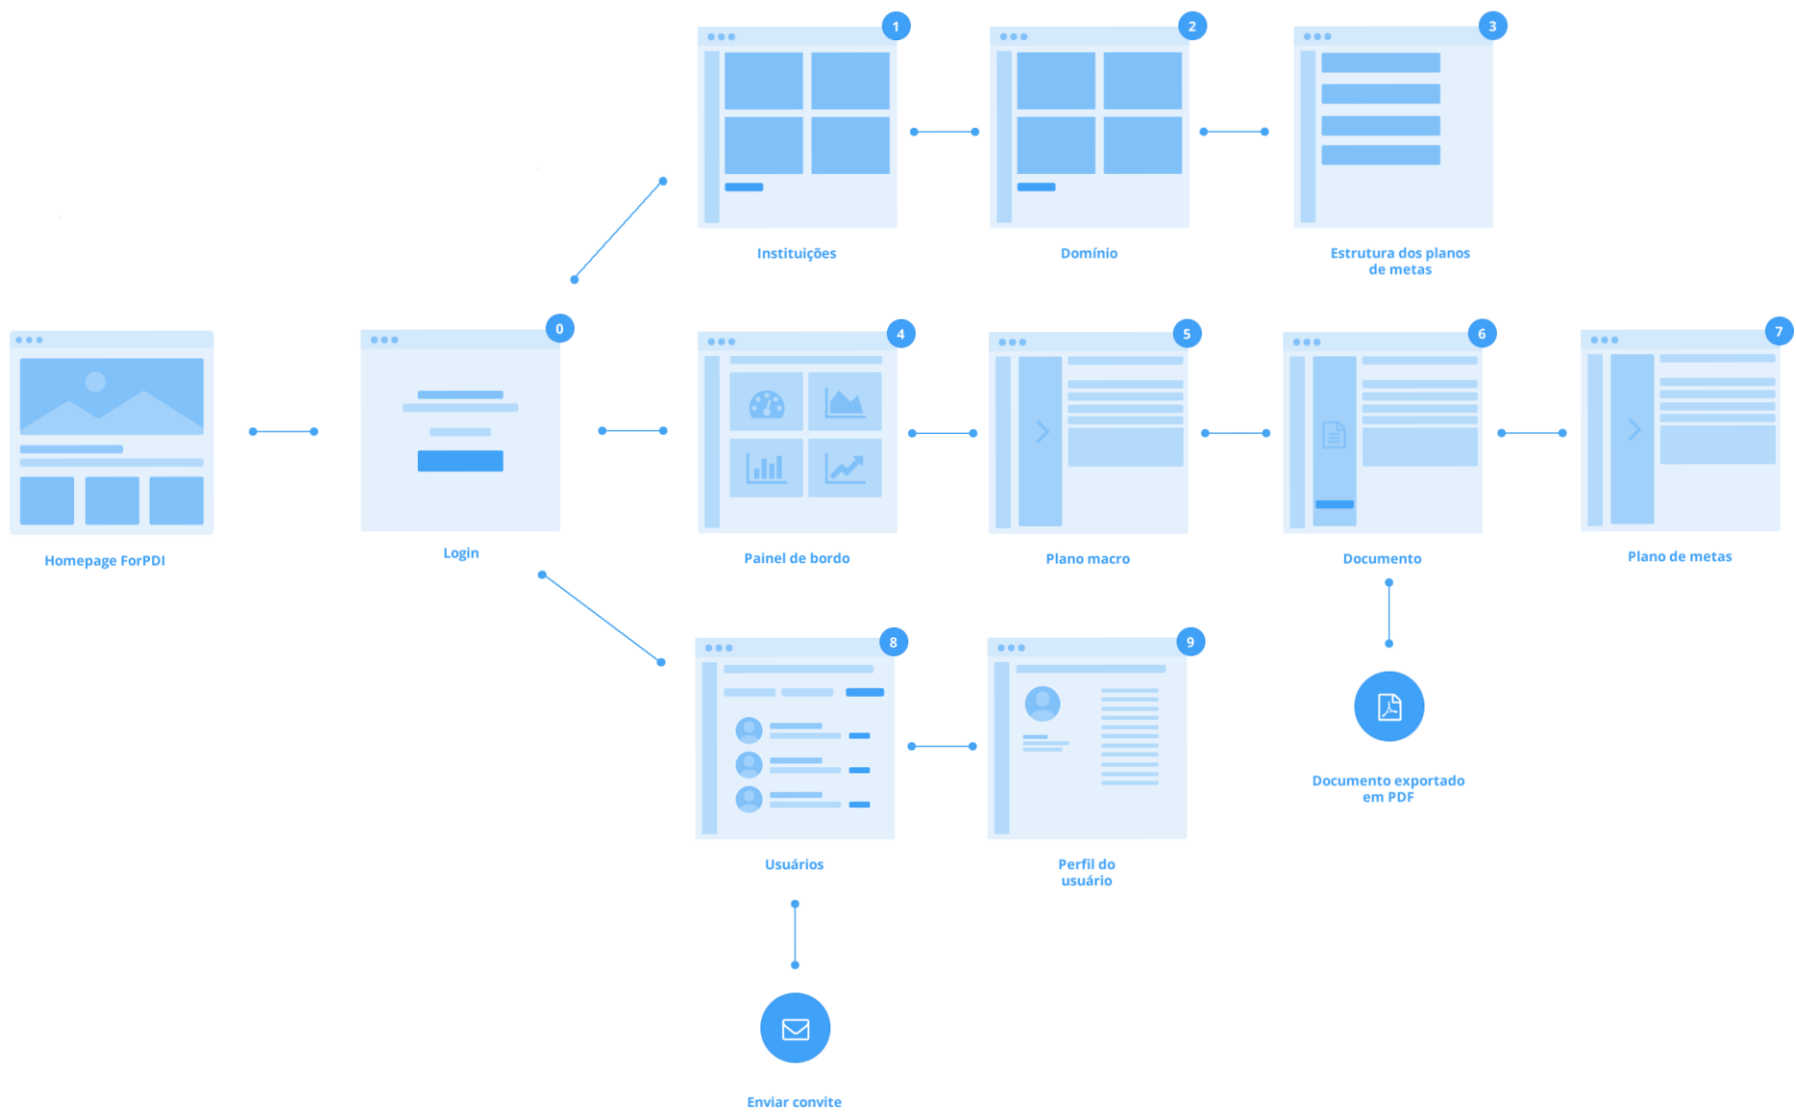 1
2
3
Instituições
Domínio
Estrutura dos planos
de metas
0
4
5
6
7
Homepage ForPDI
Login
Painel de bordo
Plano macro
Documento
Plano de metas
8
9
Documento exportado
em PDF
Usuários
Perfil do
usuário
Enviar convite